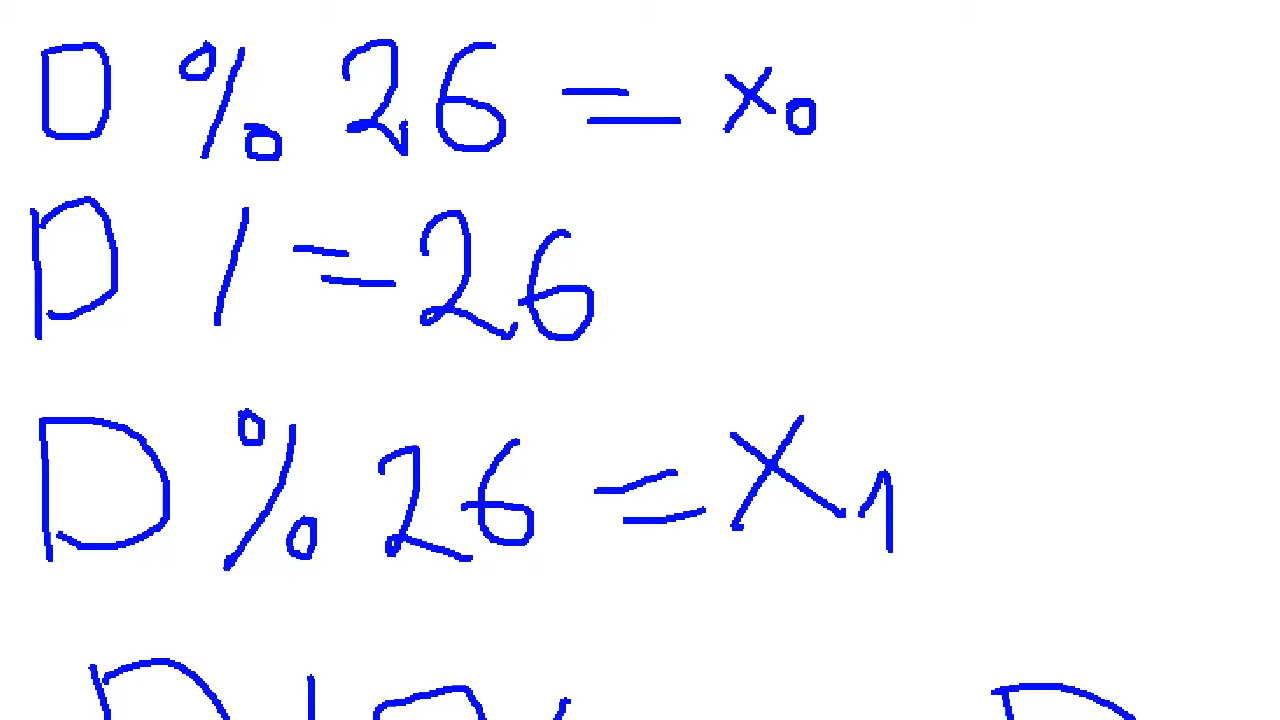 D % 26 = x₀
D / = 26
D % 26 = x₁